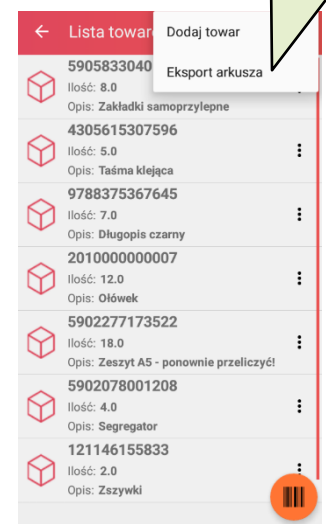 Lista towar
Dodaj towar
Eksport arkusza
5905833040
Ilość: 8.0
Opis: Zakładki samoprzylepne
4305615307596
Ilość: 5.0
Opis: Taśma klejąca
9788375367645
Ilość: 7.0
Opis: Długopis czarny
2010000000007
Ilość: 12.0
Opis: Ołówek
5902277173522
Ilość: 18.0
Opis: Zeszyt A5 - ponownie przeliczyć!
5902078001208
Ilość: 4.0
Opis: Segregator
121146155833
Ilość: 2.0
Opis: Zszywki